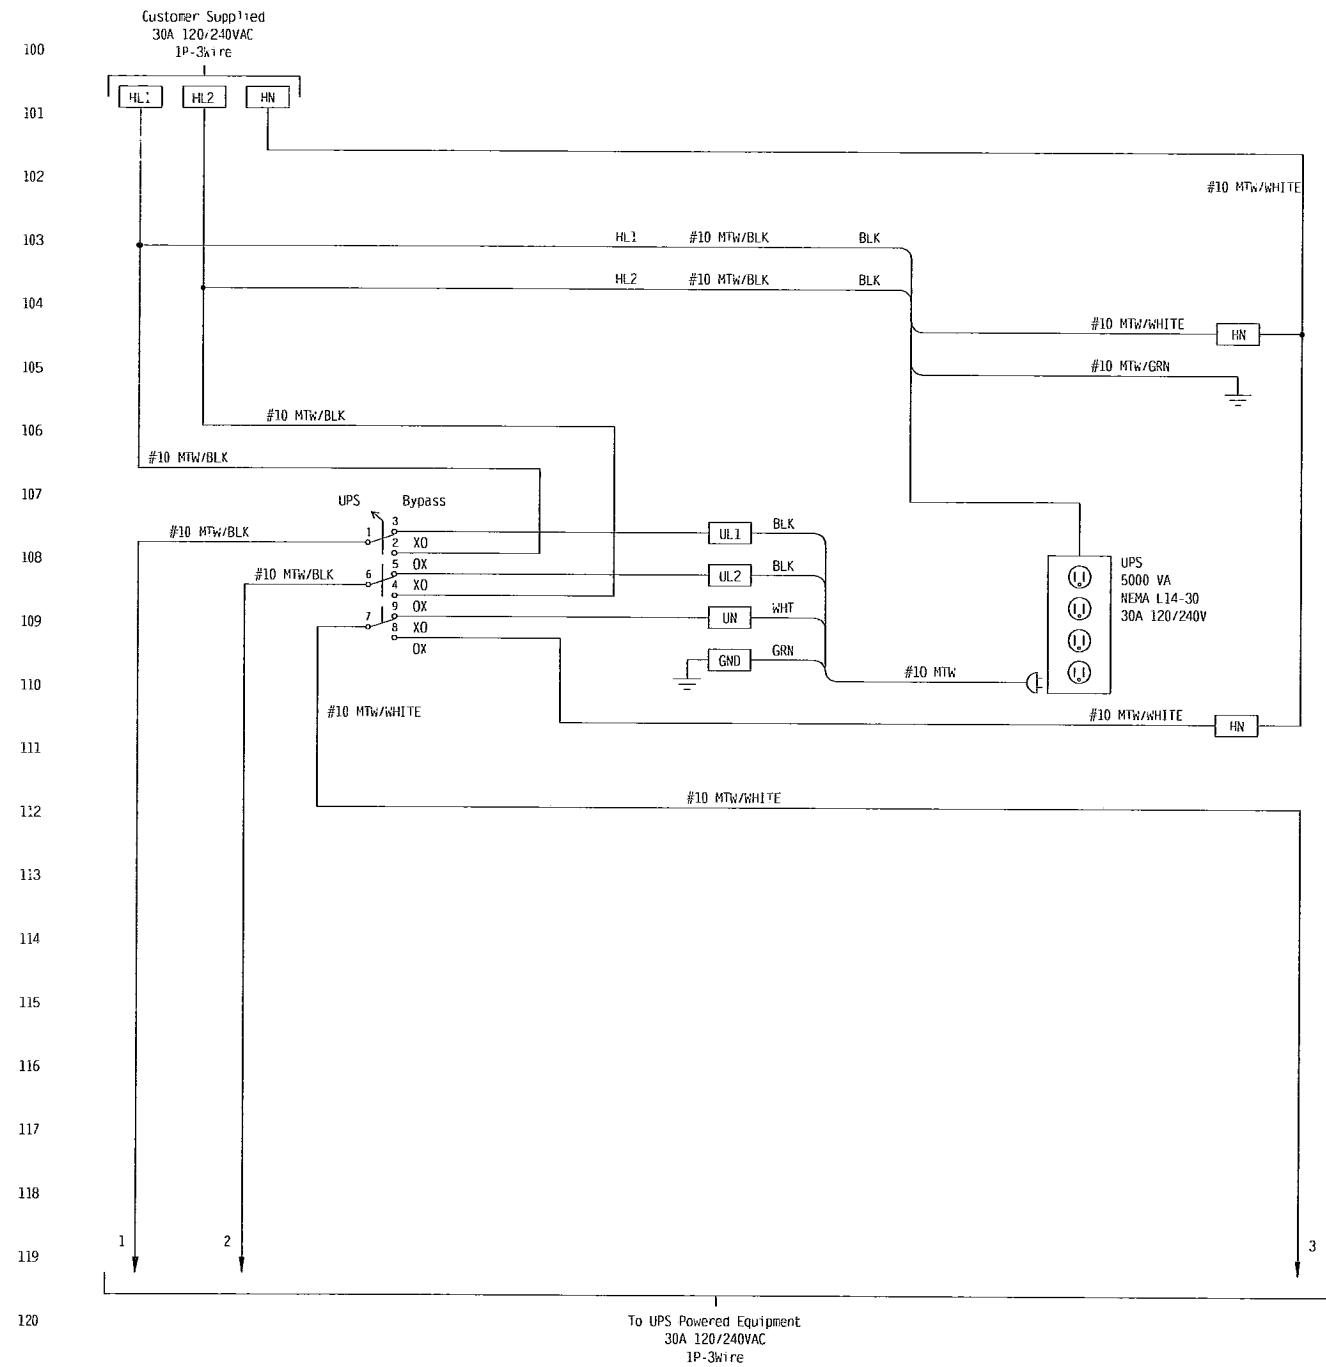 Customer Supplied
30A 120/240VAC
1P-3Wire
100
HL1 HL2 HN
101
102
#10 MTW/WHITE
103
HL1 #10 MTW/BLK BLK
HL2 #10 MTW/BLK BLK
104
#10 MTW/WHITE
HN
105
#10 MTW/GRN
106
#10 MTW/BLK
#10 MTW/BLK
107
UPS Bypass
#10 MTW/BLK
1 3
2 XO
UL1 BLK
108
OX
#10 MTW/BLK
6 5
4 XO
UL2 BLK
UPS
5000 VA
NEMA L14-30
30A 120/240V
109
OX
7 9
8 XO
UN WHT
OX
GND GRN
110
#10 MTW
#10 MTW/WHITE
#10 MTW/WHITE
HN
111
112
#10 MTW/WHITE
113
114
115
116
117
118
119
1 2 3
120
To UPS Powered Equipment
30A 120/240VAC
1P-3Wire